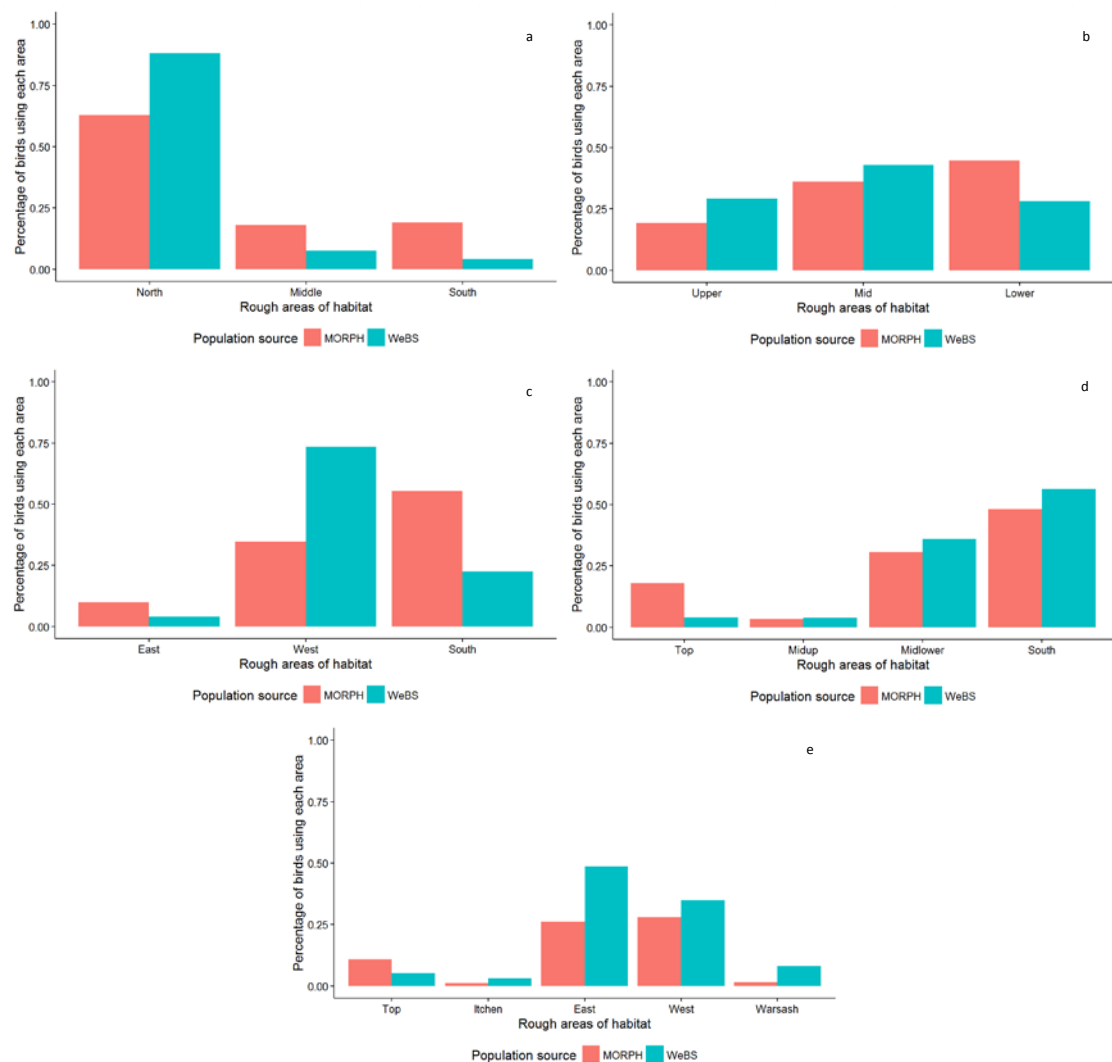 a
Percentage of birds using each area
1.00
0.75
0.50
0.25
0.00
North Middle South
Rough areas of habitat
Population source MORPH WeBS
b
Percentage of birds using each area
1.00
0.75
0.50
0.25
0.00
Upper Mid Lower
Rough areas of habitat
Population source MORPH WeBS
c
Percentage of birds using each area
1.00
0.75
0.50
0.25
0.00
East West South
Rough areas of habitat
Population source MORPH WeBS
d
Percentage of birds using each area
1.00
0.75
0.50
0.25
0.00
Top Midup Midlower South
Rough areas of habitat
Population source MORPH WeBS
e
Percentage of birds using each area
1.00
0.75
0.50
0.25
0.00
Top Itchen East West Warsash
Rough areas of habitat
Population source MORPH WeBS